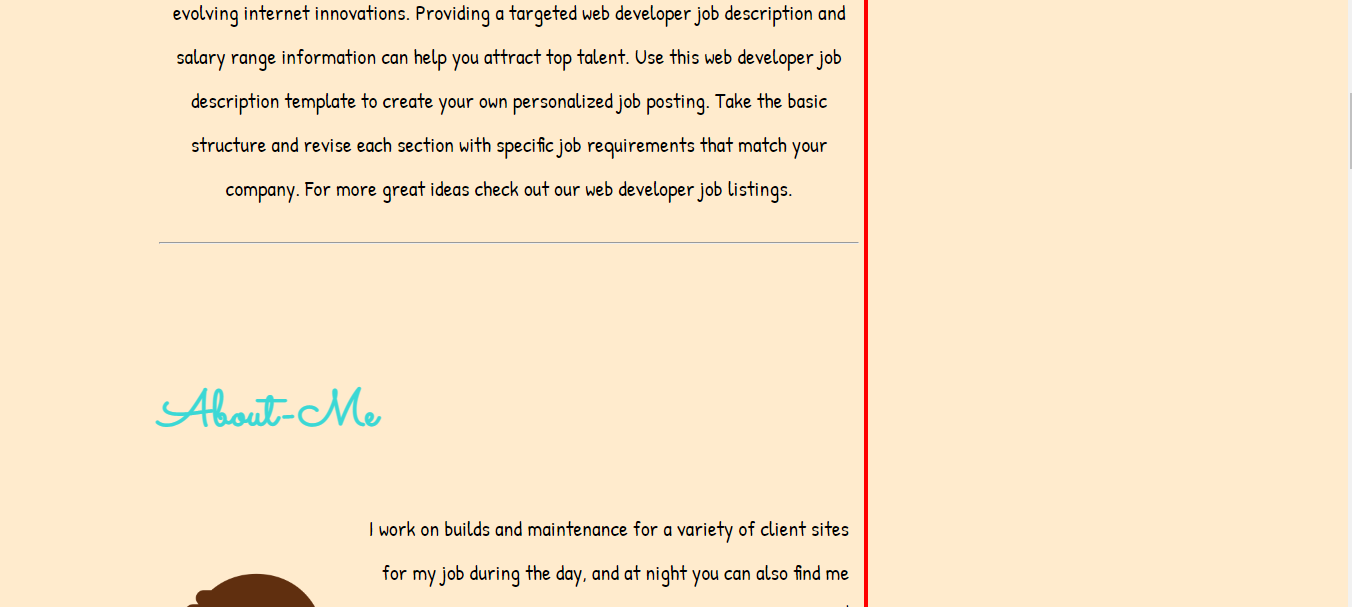 evolving internet innovations. Providing a targeted web developer job description and
salary range information can help you attract top talent. Use this web developer job
description template to create your own personalized job posting. Take the basic
structure and revise each section with specific job requirements that match your
company. For more great ideas check out our web developer job listings.
About-Me
I work on builds and maintenance for a variety of client sites
for my job during the day, and at night you can also find me